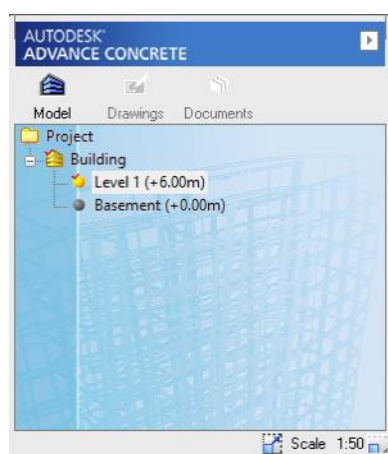 AUTODESK®
ADVANCE CONCRETE
Model Drawings Documents
Project
Building
Level 1 (+6.00m)
Basement (+0.00m)
Scale 1:50